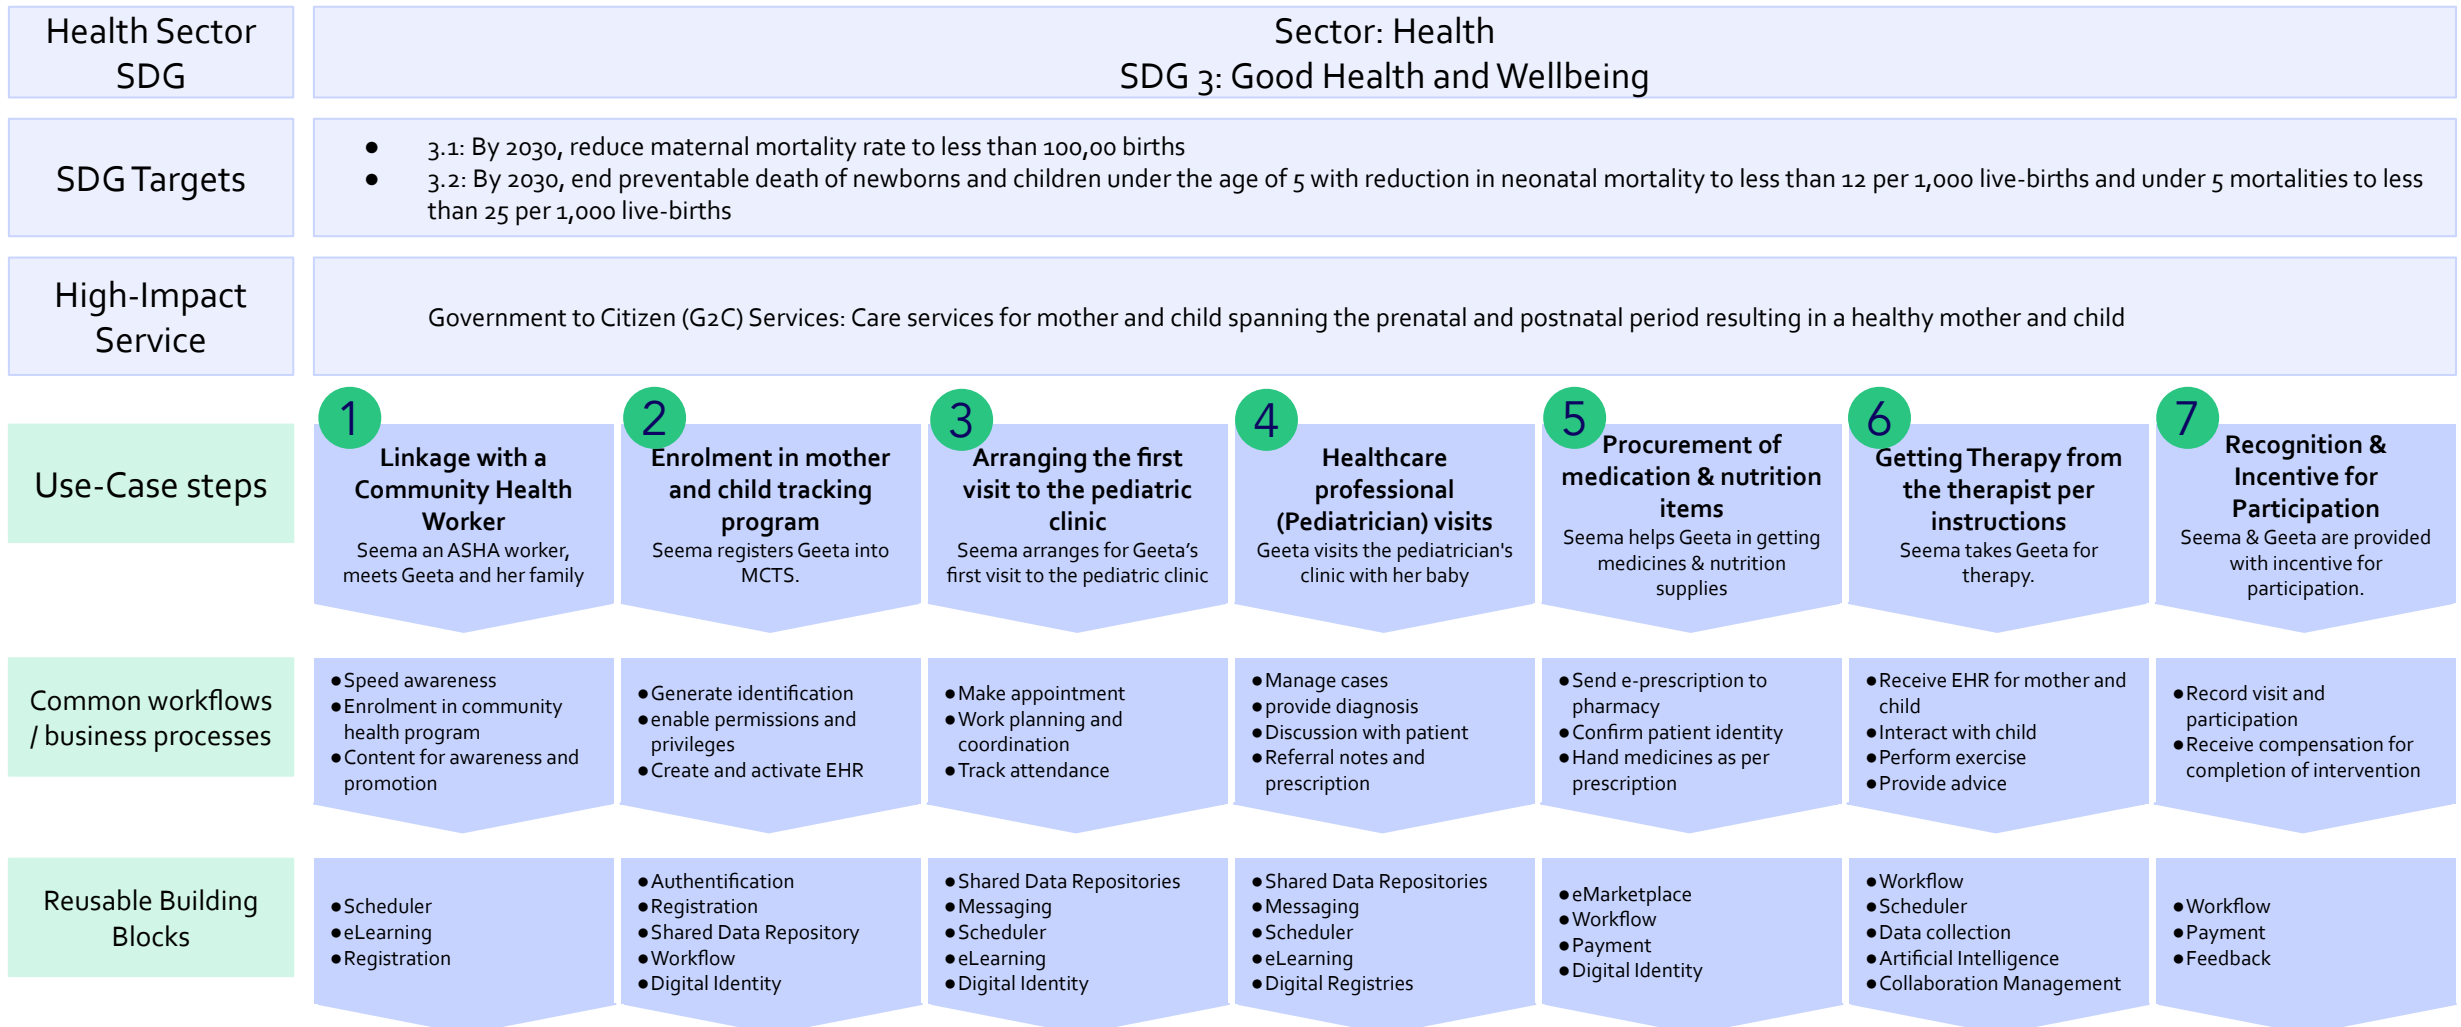 Health Sector
SDG
Sector: Health
SDG 3: Good Health and Wellbeing
SDG Targets
● 3.1: By 2030, reduce maternal mortality rate to less than 100,00 births
● 3.2: By 2030, end preventable death of newborns and children under the age of 5 with reduction in neonatal mortality to less than 12 per 1,000 live-births and under 5 mortalities to less
than 25 per 1,000 live-births
High-Impact
Service
Government to Citizen (G2C) Services: Care services for mother and child spanning the prenatal and postnatal period resulting in a healthy mother and child
Use-Case steps
1
Linkage with a
Community Health
Worker
Seema an ASHA worker,
meets Geeta and her family
2
Enrolment in mother
and child tracking
program
Seema registers Geeta into
MCTS.
3
Arranging the first
visit to the pediatric
clinic
Seema arranges for Geeta's
first visit to the pediatric clinic
4
Healthcare
professional
(Pediatrician) visits
Geeta visits the pediatrician's
clinic with her baby
5
Procurement of
medication & nutrition
items
Seema helps Geeta in getting
medicines & nutrition
supplies
6
Getting Therapy from
the therapist per
instructions
Seema takes Geeta for
therapy.
7
Recognition &
Incentive for
Participation
Seema & Geeta are provided
with incentive for
participation.
Common workflows
/ business processes
● Speed awareness
● Enrolment in community
health program
● Content for awareness and
promotion
● Generate identification
● enable permissions and
privileges
● Create and activate EHR
● Make appointment
● Work planning and
coordination
● Track attendance
● Manage cases
● provide diagnosis
● Discussion with patient
● Referral notes and
prescription
● Send e-prescription to
pharmacy
● Confirm patient identity
● Hand medicines as per
prescription
● Receive EHR for mother and
child
● Interact with child
● Perform exercise
● Provide advice
● Record visit and
participation
● Receive compensation for
completion of intervention
Reusable Building
Blocks
● Scheduler
● eLearning
● Registration
● Authentification
● Registration
● Shared Data Repository
● Workflow
● Digital Identity
● Shared Data Repositories
● Messaging
● Scheduler
● eLearning
● Digital Identity
● Shared Data Repositories
● Messaging
● Scheduler
● eLearning
● Digital Registries
● eMarketplace
● Workflow
● Payment
● Digital Identity
● Workflow
● Scheduler
● Data collection
● Artificial Intelligence
● Collaboration Management
● Workflow
● Payment
● Feedback